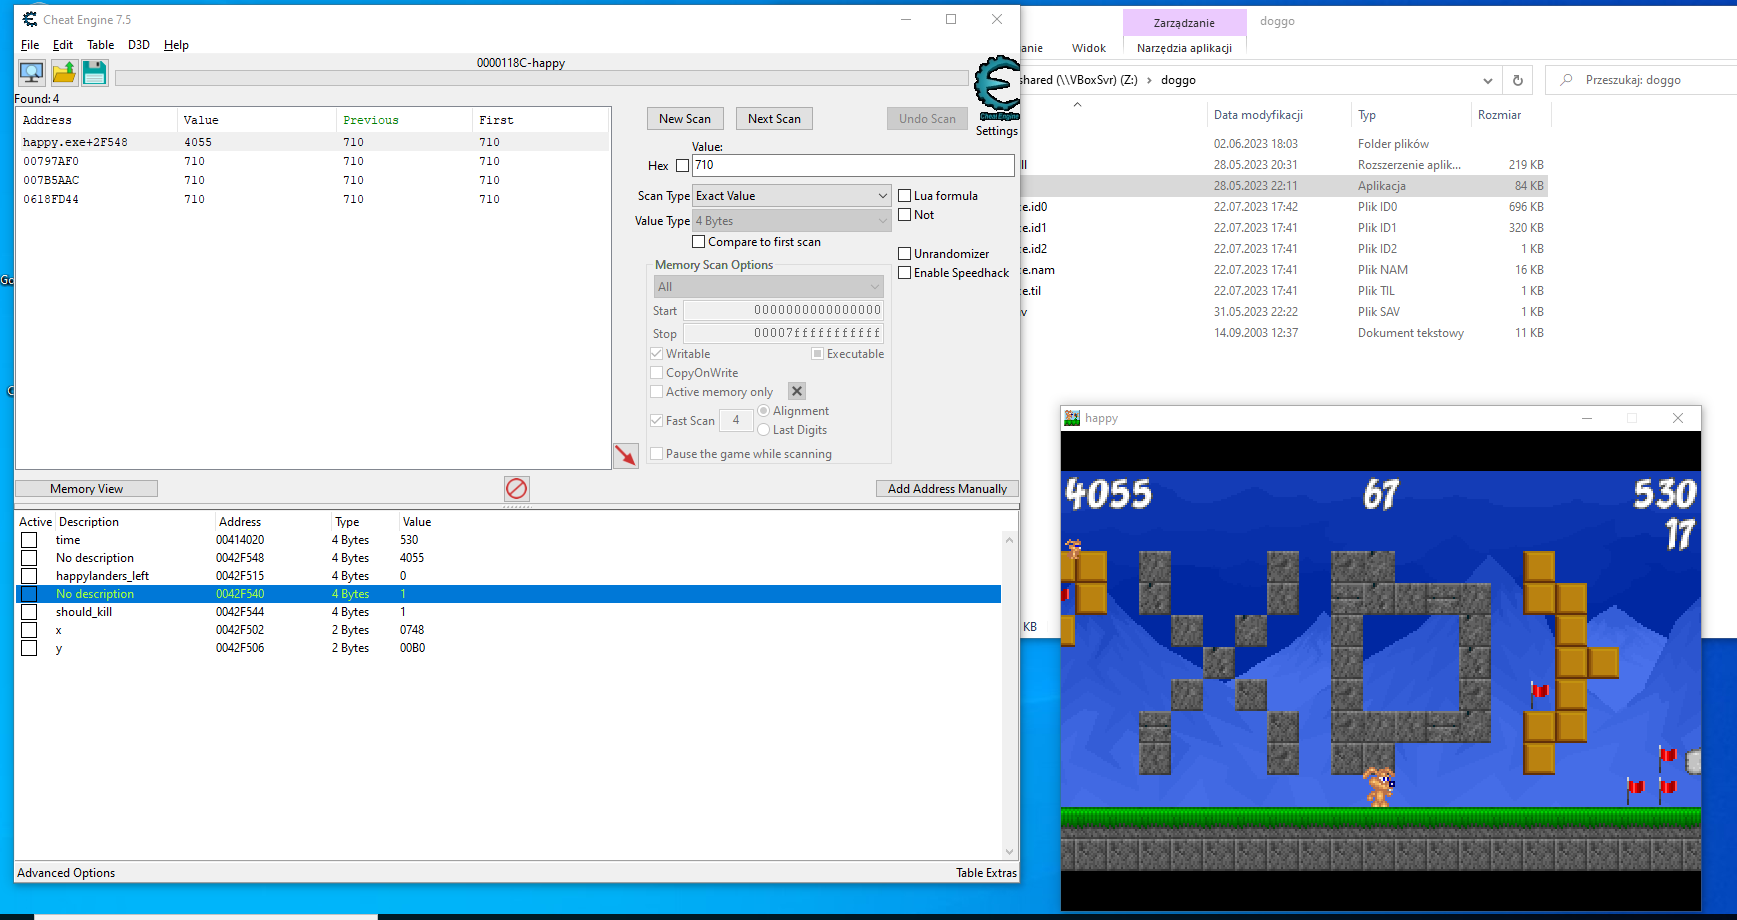 Cheat Engine 7.5
File Edit Table D3D Help
0000118C-happy
Found: 4
Address Value Previous First
happy.exe+2F548 4055 710 710
00797AF0 710 710 710
007B5AAC 710 710 710
0618FD44 710 710 710
New Scan Next Scan Undo Scan
Cheat Engine
Settings
Value:
Hex 710
Scan Type Exact Value
Lua formula
Value Type 4 Bytes
Not
Compare to first scan
Unrandomizer
Enable Speedhack
Memory Scan Options
All
Start 0000000000000000
Stop 00007fffffffffff
Writable Executable
CopyOnWrite
Active memory only
Fast Scan 4 Alignment
Last Digits
Pause the game while scanning
Memory View
Add Address Manually
Active Description Address Type Value
time 00414020 4 Bytes 530
No description 0042F548 4 Bytes 4055
happylanders_left 0042F515 4 Bytes 0
No description 0042F540 4 Bytes 1
should_kill 0042F544 4 Bytes 1
x 0042F502 2 Bytes 0748
y 0042F506 2 Bytes 00B0
Advanced Options
Table Extras
Go
Zarządzanie doggo
anie Widok Narzędzia aplikacji
shared (\\VBoxSvr) (Z:) › doggo
Przeszukaj: doggo
Data modyfikacji Typ Rozmiar
02.06.2023 18:03 Folder plików
ll 28.05.2023 20:31 Rozszerzenie aplik... 219 KB
28.05.2023 22:11 Aplikacja 84 KB
ce.id0 22.07.2023 17:42 Plik ID0 696 KB
ce.id1 22.07.2023 17:41 Plik ID1 320 KB
ce.id2 22.07.2023 17:41 Plik ID2 1 KB
ce.nam 22.07.2023 17:41 Plik NAM 16 KB
ce.til 22.07.2023 17:41 Plik TIL 1 KB
31.05.2023 22:22 Plik SAV 1 KB
14.09.2003 12:37 Dokument tekstowy 11 KB
KB
happy
4055 67 530
17